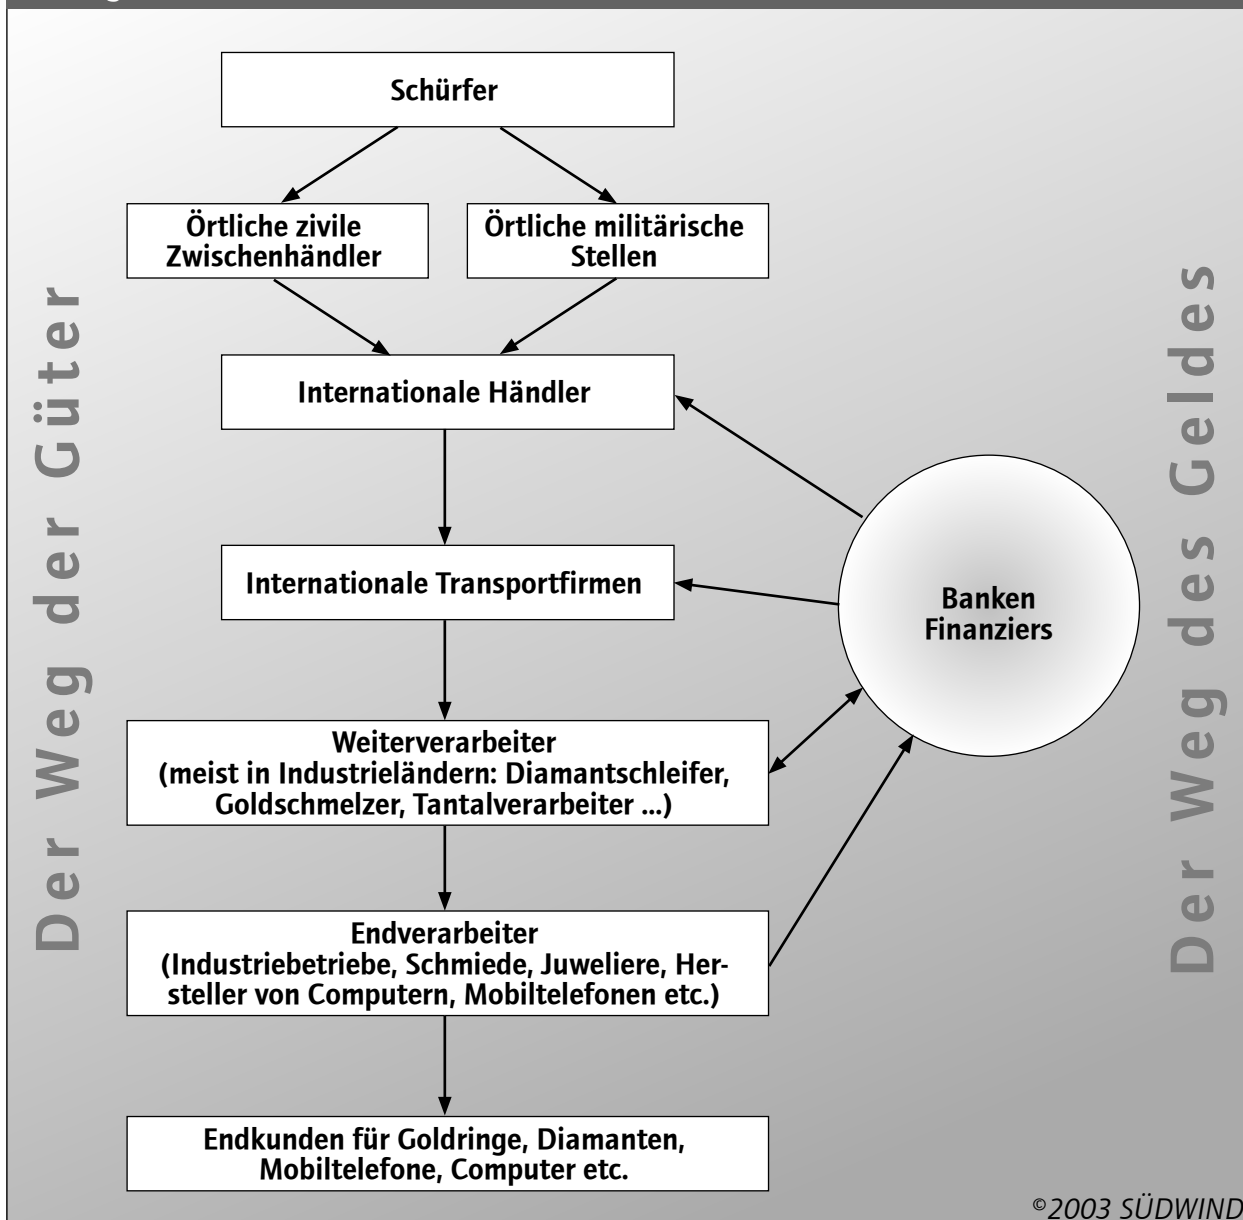 Schürfer
Örtliche zivile
Zwischenhändler
Örtliche militärische
Stellen
Internationale Händler
Internationale Transportfirmen
Banken
Finanziers
Weiterverarbeiter
(meist in Industrieländern: Diamantschleifer,
Goldschmelzer, Tantalverarbeiter ...)
Endverarbeiter
(Industriebetriebe, Schmiede, Juweliere, Her-
steller von Computern, Mobiltelefonen etc.)
Endkunden für Goldringe, Diamanten,
Mobiltelefone, Computer etc.
Der Weg der Güter
Der Weg des Geldes
©2003 SÜDWIND